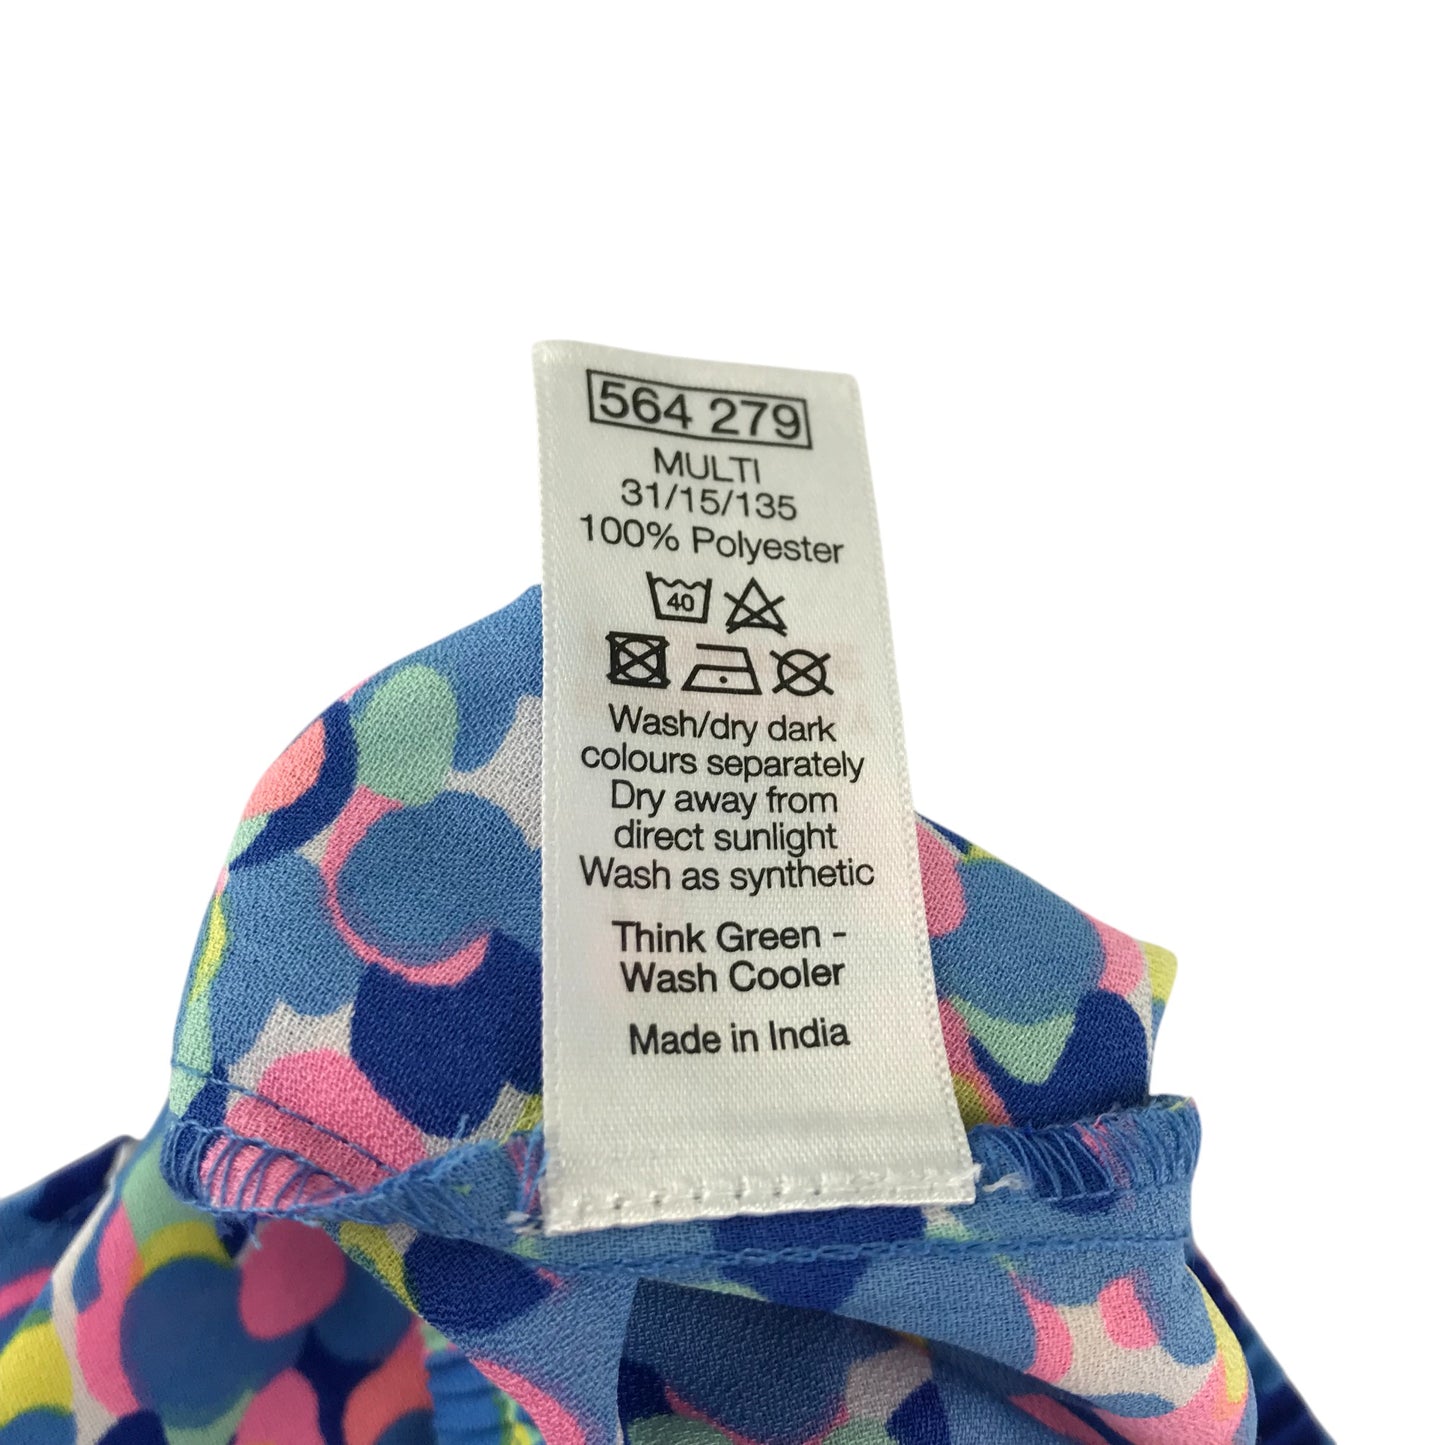 564 279
MULTI
31/15/135
100% Polyester
40
Wash/dry dark
colours separately
Dry away from
direct sunlight
Wash as synthetic
Think Green -
Wash Cooler
Made in India